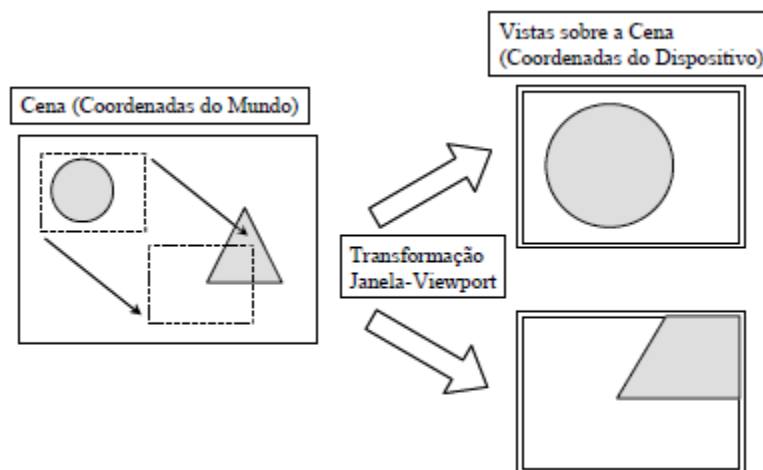 Vistas sobre a Cena
(Coordenadas do Dispositivo)
Cena (Coordenadas do Mundo)
Transformação
Janela-Viewport